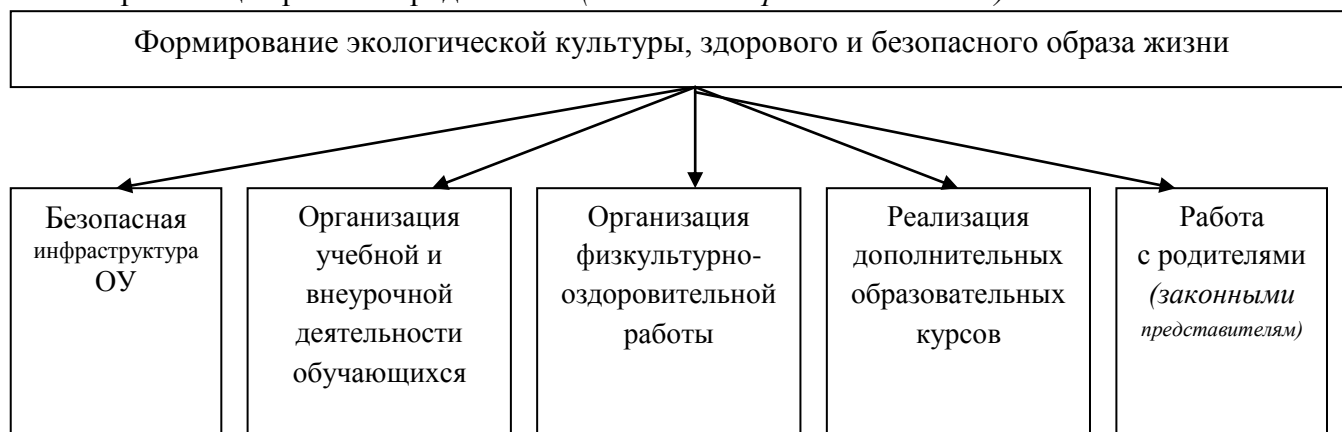 Формирование экологической культуры, здорового и безопасного образа жизни
Безопасная
инфраструктура
ОУ
Организация
учебной и
внеурочной
деятельности
обучающихся
Организация
физкультурно-
оздоровительной
работы
Реализация
дополнительных
образовательных
курсов
Работа
с родителями
(законными
представителям)